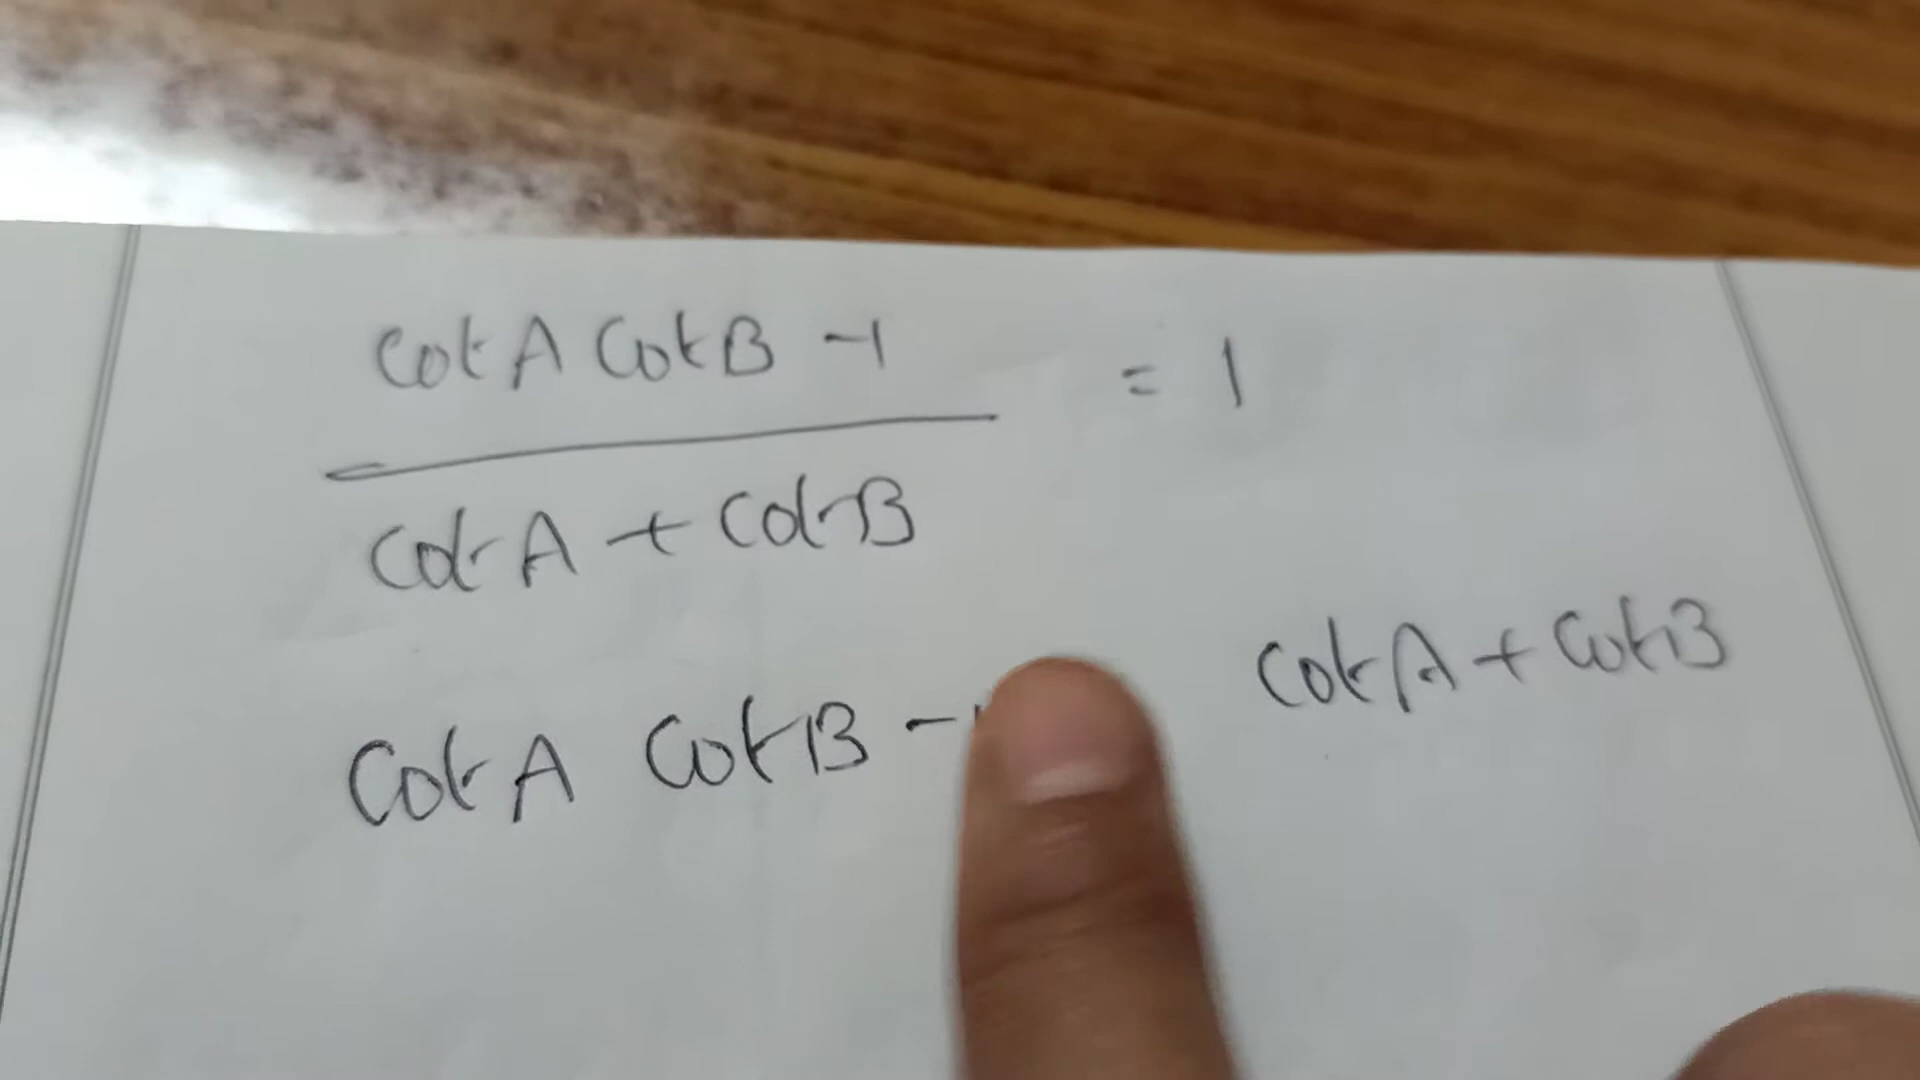 Cot A Cot B -1
= 1
Cot A + Cot B
Cot A Cot B -
Cot A + Cot B